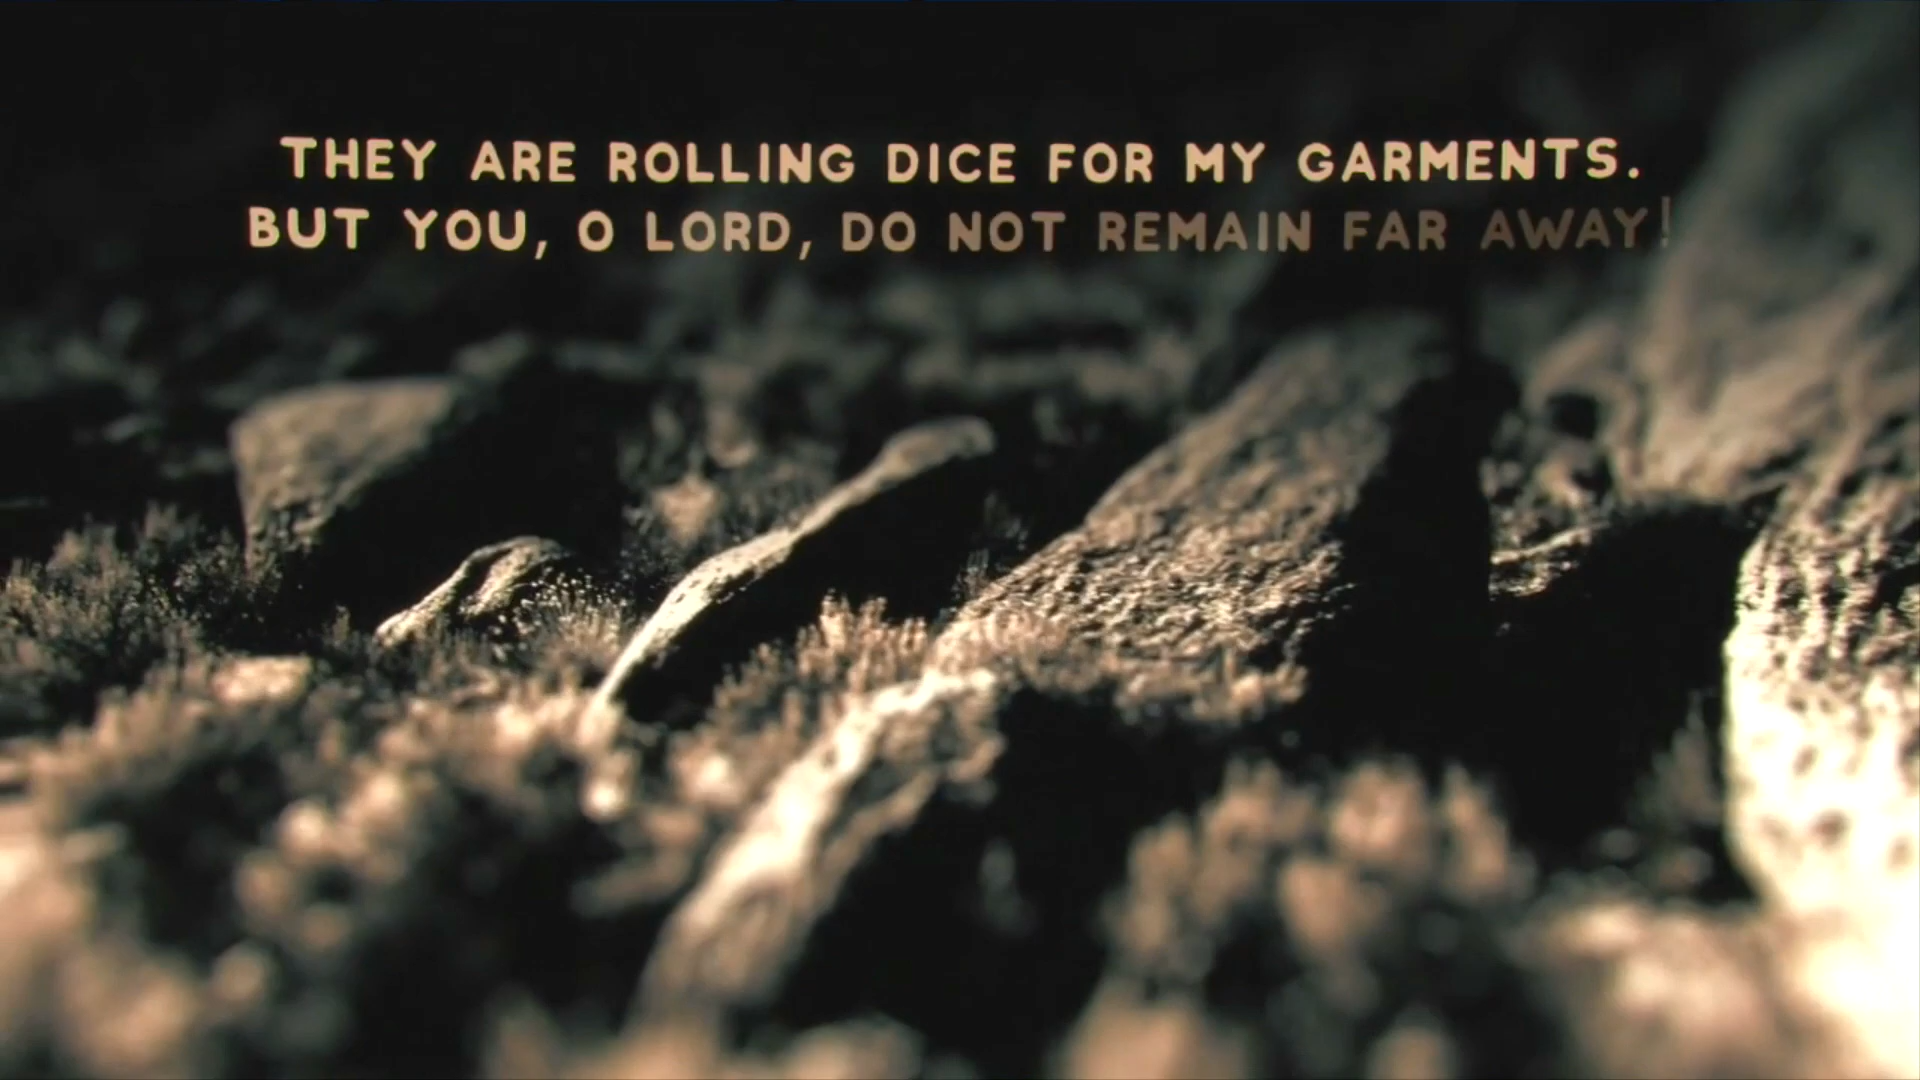 THEY ARE ROLLING DICE FOR MY GARMENTS.
BUT YOU, O LORD, DO NOT REMAIN FAR AWAY!